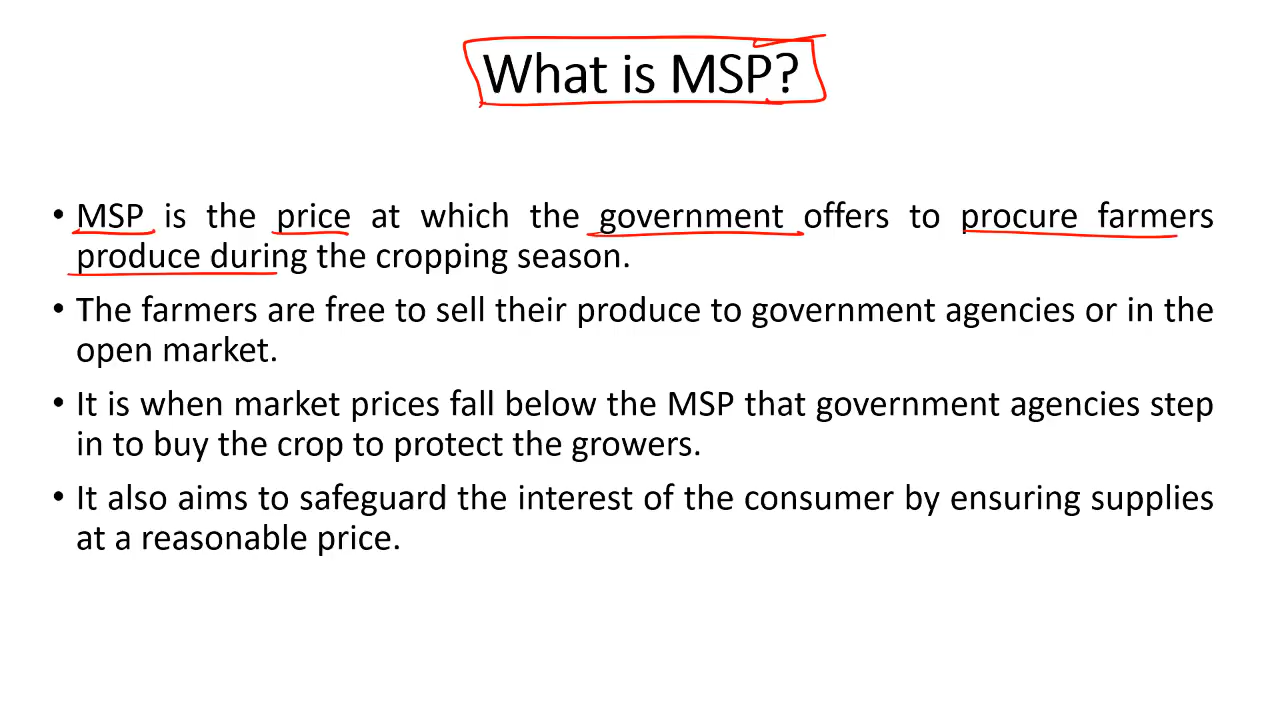 What is MSP?
• MSP is the price at which the government offers to procure farmers
produce during the cropping season.
• The farmers are free to sell their produce to government agencies or in the
open market.
• It is when market prices fall below the MSP that government agencies step
in to buy the crop to protect the growers.
• It also aims to safeguard the interest of the consumer by ensuring supplies
at a reasonable price.